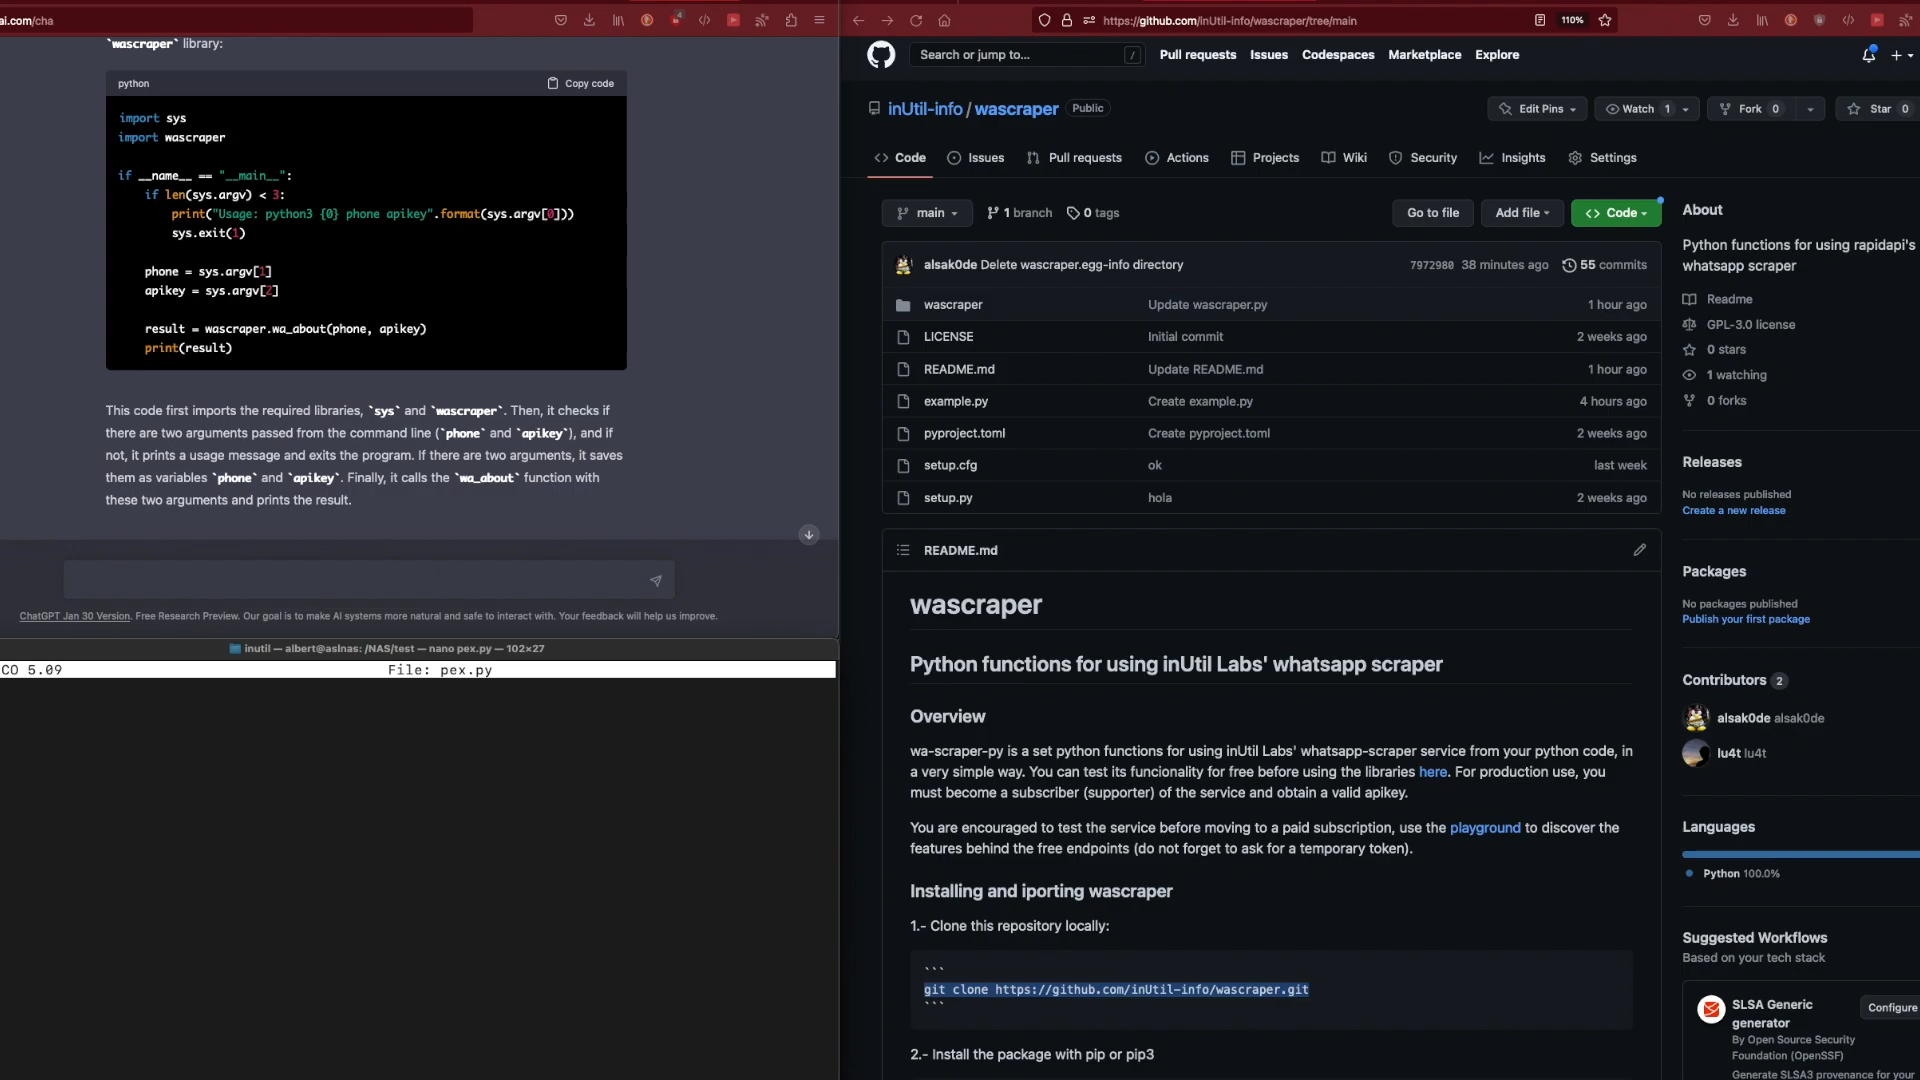 ai.com/cha
`wascraper` library:
python
Copy code
import sys
import wascraper
if __name__ == "__main__":
if len(sys.argv) < 3:
print("Usage: python3 {0} phone apikey".format(sys.argv[0]))
sys.exit(1)
phone = sys.argv[1]
apikey = sys.argv[2]
result = wascraper.wa_about(phone, apikey)
print(result)
This code first imports the required libraries, `sys` and `wascraper`. Then, it checks if
there are two arguments passed from the command line (`phone` and `apikey`), and if
not, it prints a usage message and exits the program. If there are two arguments, it saves
them as variables `phone` and `apikey`. Finally, it calls the `wa_about` function with
these two arguments and prints the result.
ChatGPT Jan 30 Version. Free Research Preview. Our goal is to make AI systems more natural and safe to interact with. Your feedback will help us improve.
inutil — albert@aslnas: /NAS/test — nano pex.py — 102×27
CO 5.09 File: pex.py
https://github.com/inUtil-info/wascraper/tree/main
110%
Search or jump to...
/
Pull requests
Issues
Codespaces
Marketplace
Explore
inUtil-info / wascraper Public
Edit Pins
Watch 1
Fork 0
Star 0
Code
Issues
Pull requests
Actions
Projects
Wiki
Security
Insights
Settings
main
1 branch
0 tags
Go to file
Add file
Code
alsak0de Delete wascraper.egg-info directory 7972980 38 minutes ago 55 commits
wascraper Update wascraper.py 1 hour ago
LICENSE Initial commit 2 weeks ago
README.md Update README.md 1 hour ago
example.py Create example.py 4 hours ago
pyproject.toml Create pyproject.toml 2 weeks ago
setup.cfg ok last week
setup.py hola 2 weeks ago
README.md
wascraper
Python functions for using inUtil Labs' whatsapp scraper
Overview
wa-scraper-py is a set python functions for using inUtil Labs' whatsapp-scraper service from your python code, in
a very simple way. You can test its funcionality for free before using the libraries here. For production use, you
must become a subscriber (supporter) of the service and obtain a valid apikey.
You are encouraged to test the service before moving to a paid subscription, use the playground to discover the
features behind the free endpoints (do not forget to ask for a temporary token).
Installing and iporting wascraper
1.- Clone this repository locally:
```
git clone https://github.com/inUtil-info/wascraper.git
```
2.- Install the package with pip or pip3
About
Python functions for using rapidapi's
whatsapp scraper
Readme
GPL-3.0 license
0 stars
1 watching
0 forks
Releases
No releases published
Create a new release
Packages
No packages published
Publish your first package
Contributors 2
alsak0de alsak0de
lu4t lu4t
Languages
Python 100.0%
Suggested Workflows
Based on your tech stack
SLSA Generic
generator
Configure
By Open Source Security
Foundation (OpenSSF)
Generate SLSA3 provenance for your